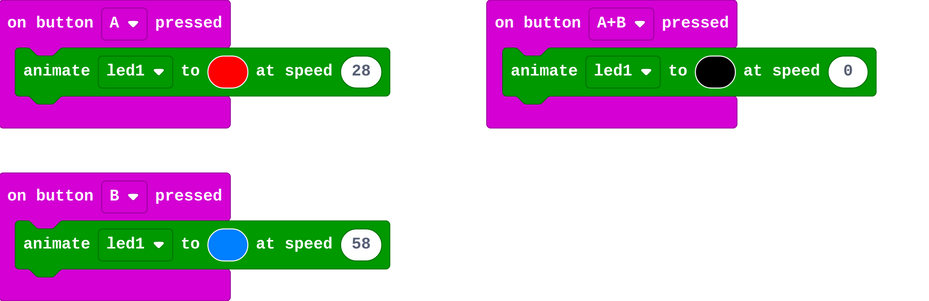 on button A pressed
animate led1 to at speed 28
on button A+B pressed
animate led1 to at speed 0
on button B pressed
animate led1 to at speed 58